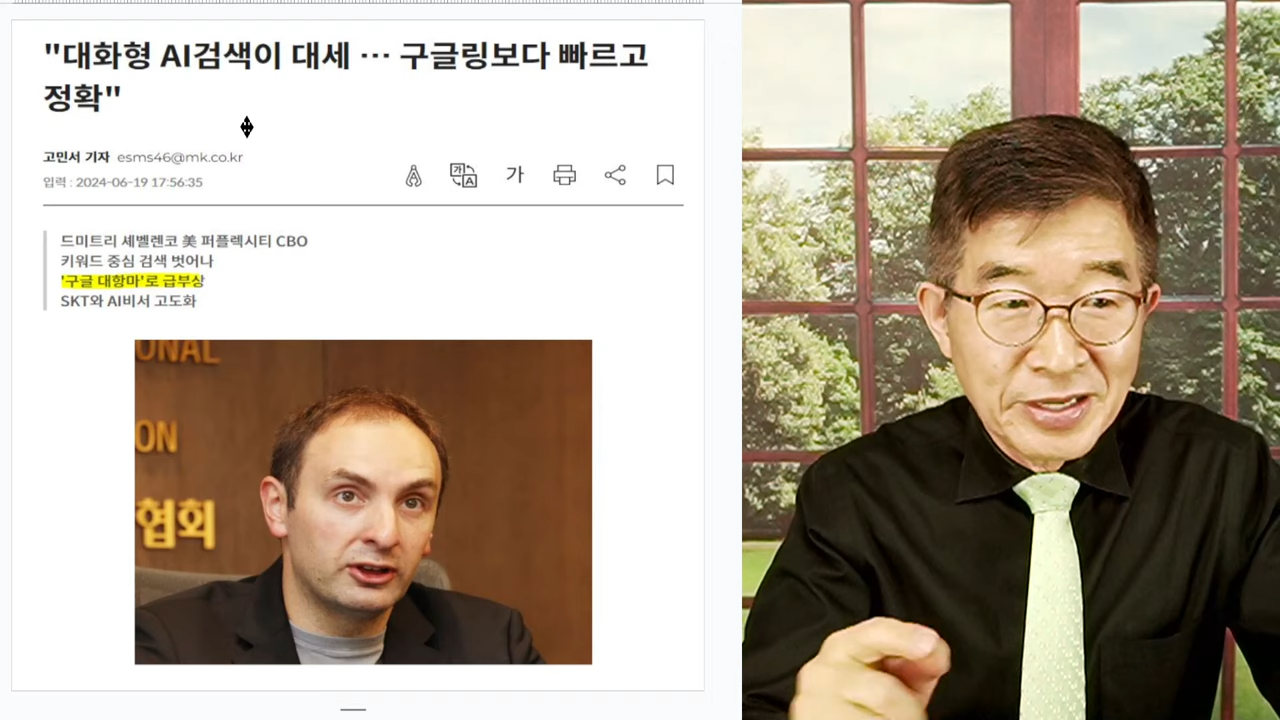 "대화형 AI검색이 대세 ··· 구글링보다 빠르고
정확"
고민서 기자 esms46@mk.co.kr
입력 : 2024-06-19 17:56:35
가
A
가
드미트리 셰벨렌코 美 퍼플렉시티 CBO
키워드 중심 검색 벗어나
'구글 대항마'로 급부상
SKT와 AI비서 고도화
ONAL
ON
협회